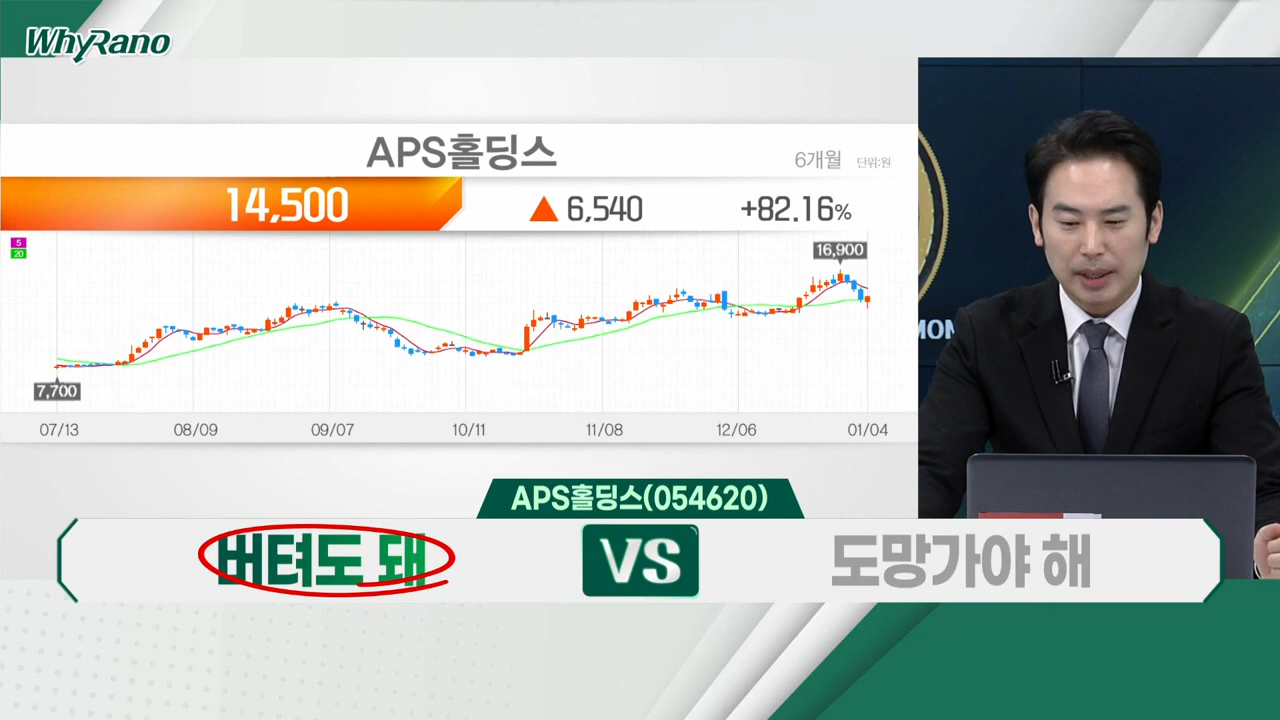 WhyRano
APS홀딩스
6개월 단위:원
14,500 ▲ 6,540 +82.16%
5
20
16,900
7,700
07/13 08/09 09/07 10/11 11/08 12/06 01/04
MON
APS홀딩스(054620)
버텨도 돼 VS 도망가야 해